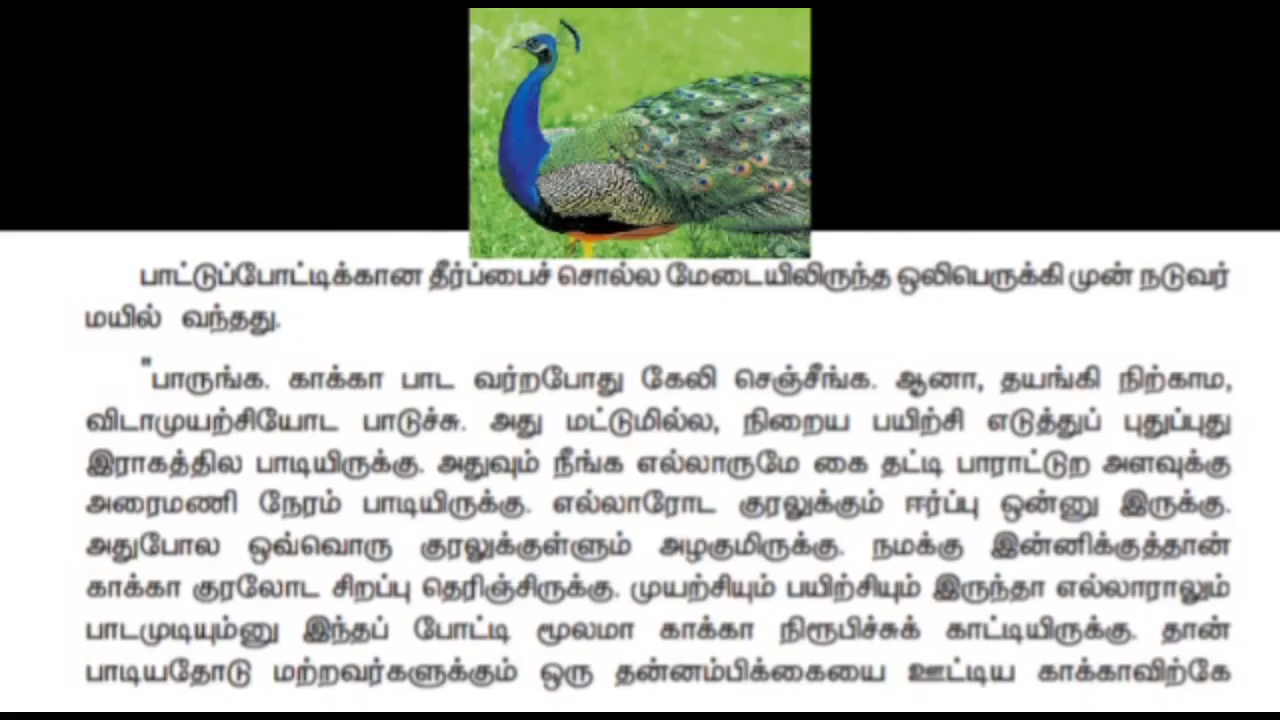 பாட்டுப்போட்டிக்கான தீர்ப்பைச் சொல்ல மேடையிலிருந்த ஒலிபெருக்கி முன் நடுவர்
மயில் வந்தது.
"பாருங்க. காக்கா பாட வர்றபோது கேலி செஞ்சீங்க. ஆனா, தயங்கி நிற்காம,
விடாமுயற்சியோட பாடுச்சு. அது மட்டுமில்ல, நிறைய பயிற்சி எடுத்துப் புதுப்புது
இராகத்தில பாடியிருக்கு. அதுவும் நீங்க எல்லாருமே கை தட்டி பாராட்டுற அளவுக்கு
அரைமணி நேரம் பாடியிருக்கு. எல்லாரோட குரலுக்கும் ஈர்ப்பு ஒன்னு இருக்கு.
அதுபோல ஒவ்வொரு குரலுக்குள்ளும் அழகுமிருக்கு. நமக்கு இன்னிக்குத்தான்
காக்கா குரலோட சிறப்பு தெரிஞ்சிருக்கு. முயற்சியும் பயிற்சியும் இருந்தா எல்லாராலும்
பாடமுடியும்னு இந்தப் போட்டி மூலமா காக்கா நிரூபிச்சுக் காட்டியிருக்கு. தான்
பாடியதோடு மற்றவர்களுக்கும் ஒரு தன்னம்பிக்கையை ஊட்டிய காக்காவிற்கே